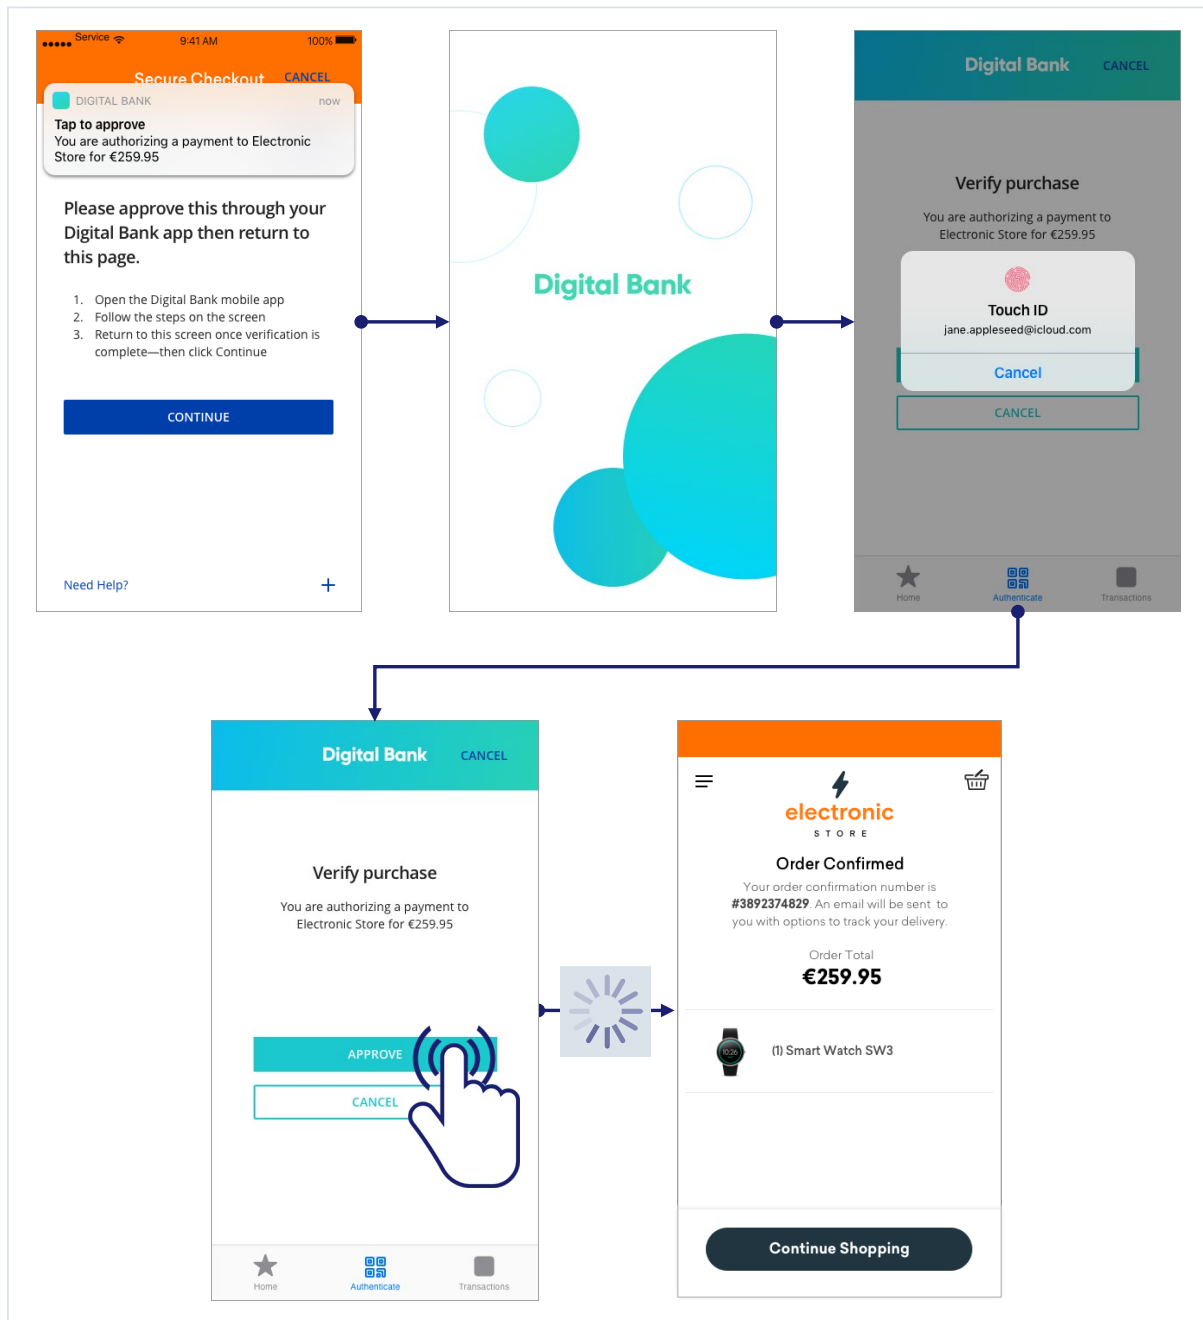 Service
9:41 AM
100%
Secure Checkout
CANCEL
DIGITAL BANK
now
Tap to approve
You are authorizing a payment to Electronic
Store for €259.95
Please approve this through your
Digital Bank app then return to
this page.
1. Open the Digital Bank mobile app
2. Follow the steps on the screen
3. Return to this screen once verification is
complete—then click Continue
CONTINUE
Need Help?
+
Digital Bank
Digital Bank
CANCEL
Verify purchase
You are authorizing a payment to
Electronic Store for €259.95
Touch ID
jane.appleseed@icloud.com
Cancel
CANCEL
Home
Authenticate
Transactions
Digital Bank
CANCEL
Verify purchase
You are authorizing a payment to
Electronic Store for €259.95
APPROVE
CANCEL
Home
Authenticate
Transactions
electronic
STORE
Order Confirmed
Your order confirmation number is
#3892374829. An email will be sent to
you with options to track your delivery.
Order Total
€259.95
10:26
(1) Smart Watch SW3
Continue Shopping